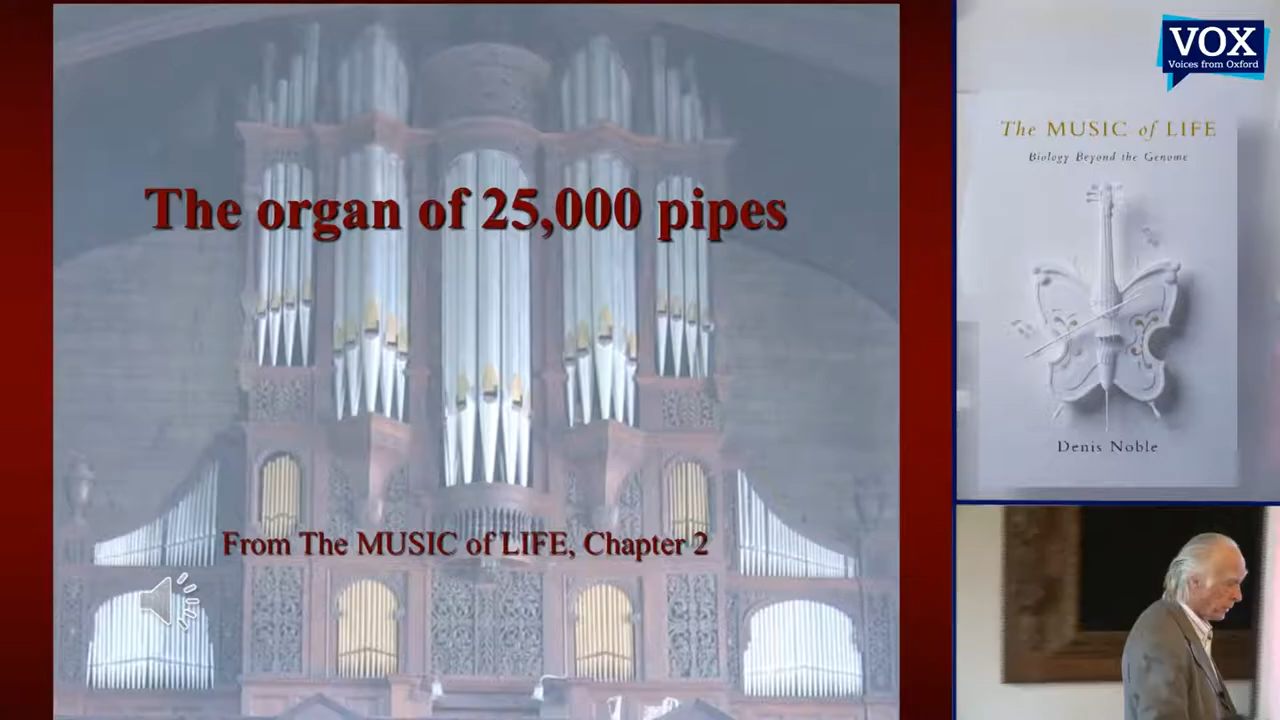 The organ of 25,000 pipes
From The MUSIC of LIFE, Chapter 2
VOX
Voices from Oxford
The MUSIC of LIFE
Biology Beyond the Genome
Denis Noble